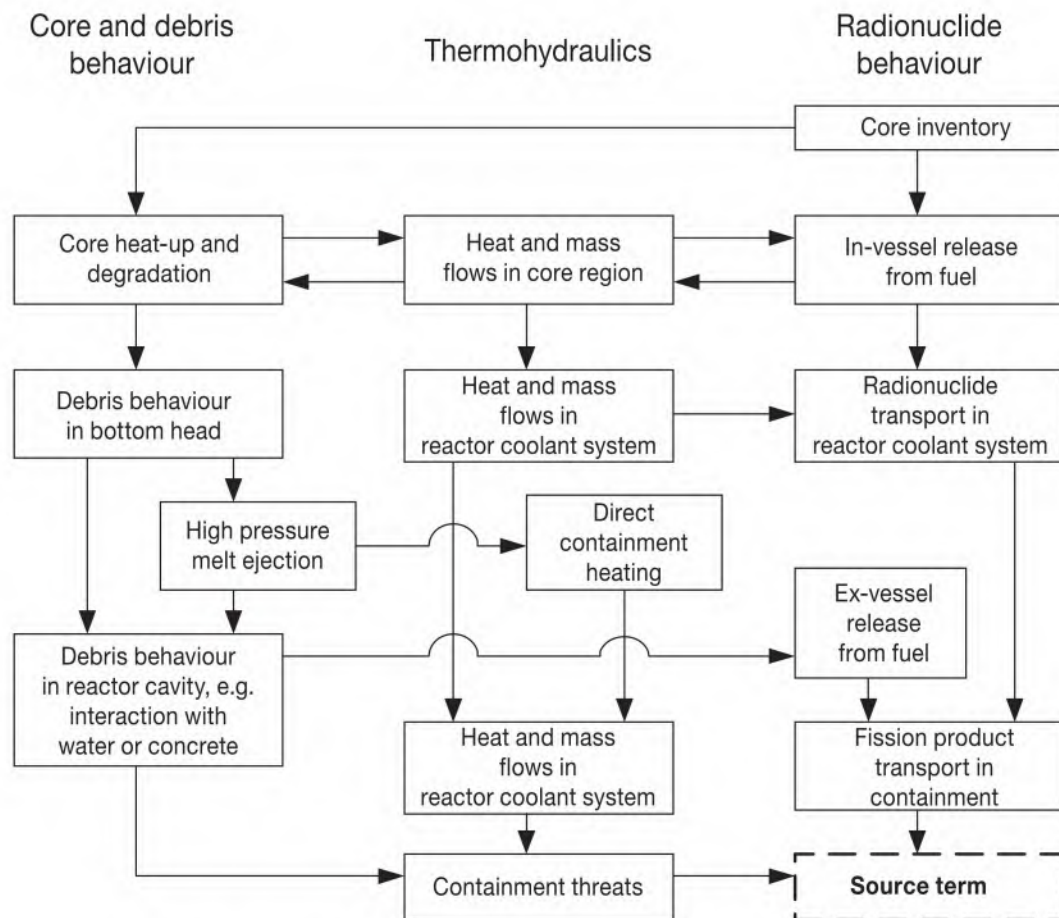 Core and debris
behaviour
Thermohydraulics
Radionuclide
behaviour
Core inventory
Core heat-up and
degradation
Heat and mass
flows in core region
In-vessel release
from fuel
Debris behaviour
in bottom head
Heat and mass
flows in
reactor coolant system
Radionuclide
transport in
reactor coolant system
High pressure
melt ejection
Direct
containment
heating
Ex-vessel
release
from fuel
Debris behaviour
in reactor cavity, e.g.
interaction with
water or concrete
Heat and mass
flows in
reactor coolant system
Fission product
transport in
containment
Containment threats
Source term